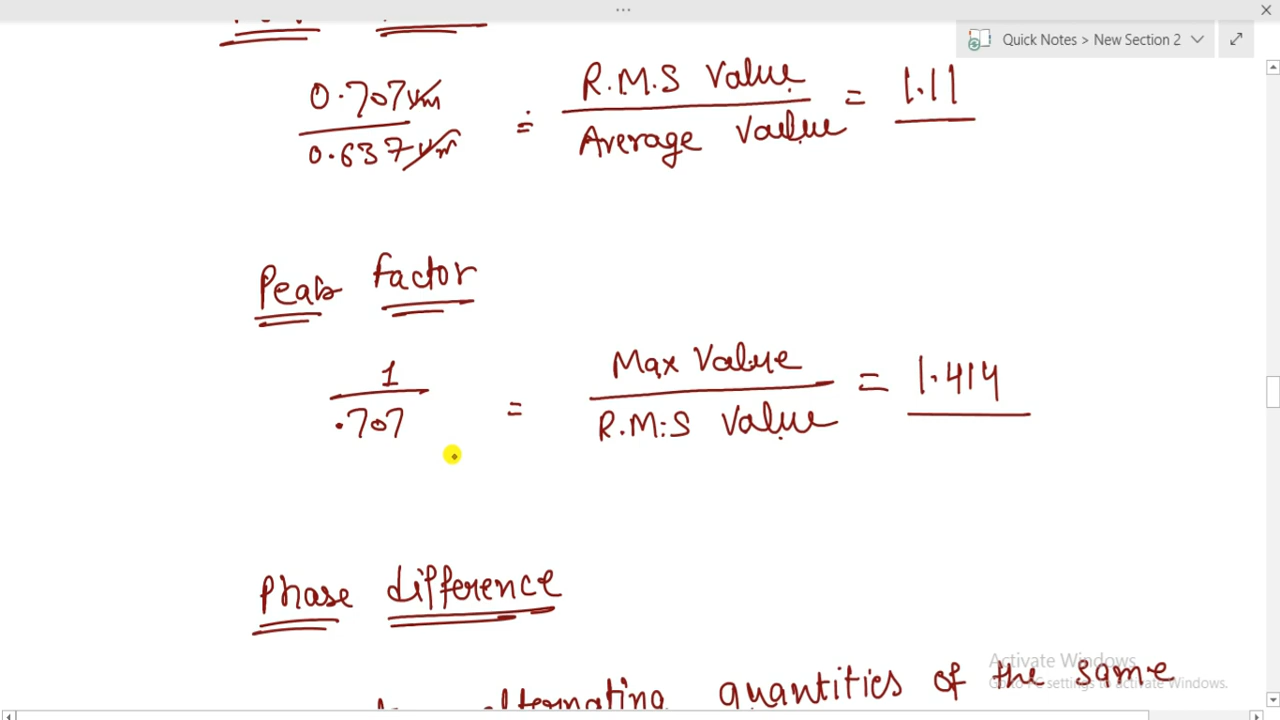 Quick Notes > New Section 2
0.707vm / 0.637vm = R.M.S Value / Average Value = 1.11
Peak factor
1 / .707 = Max Value / R.M.S Value = 1.414
Phase difference
alternating quantities of the same
Activate Windows
Go to PC settings to activate Windows.